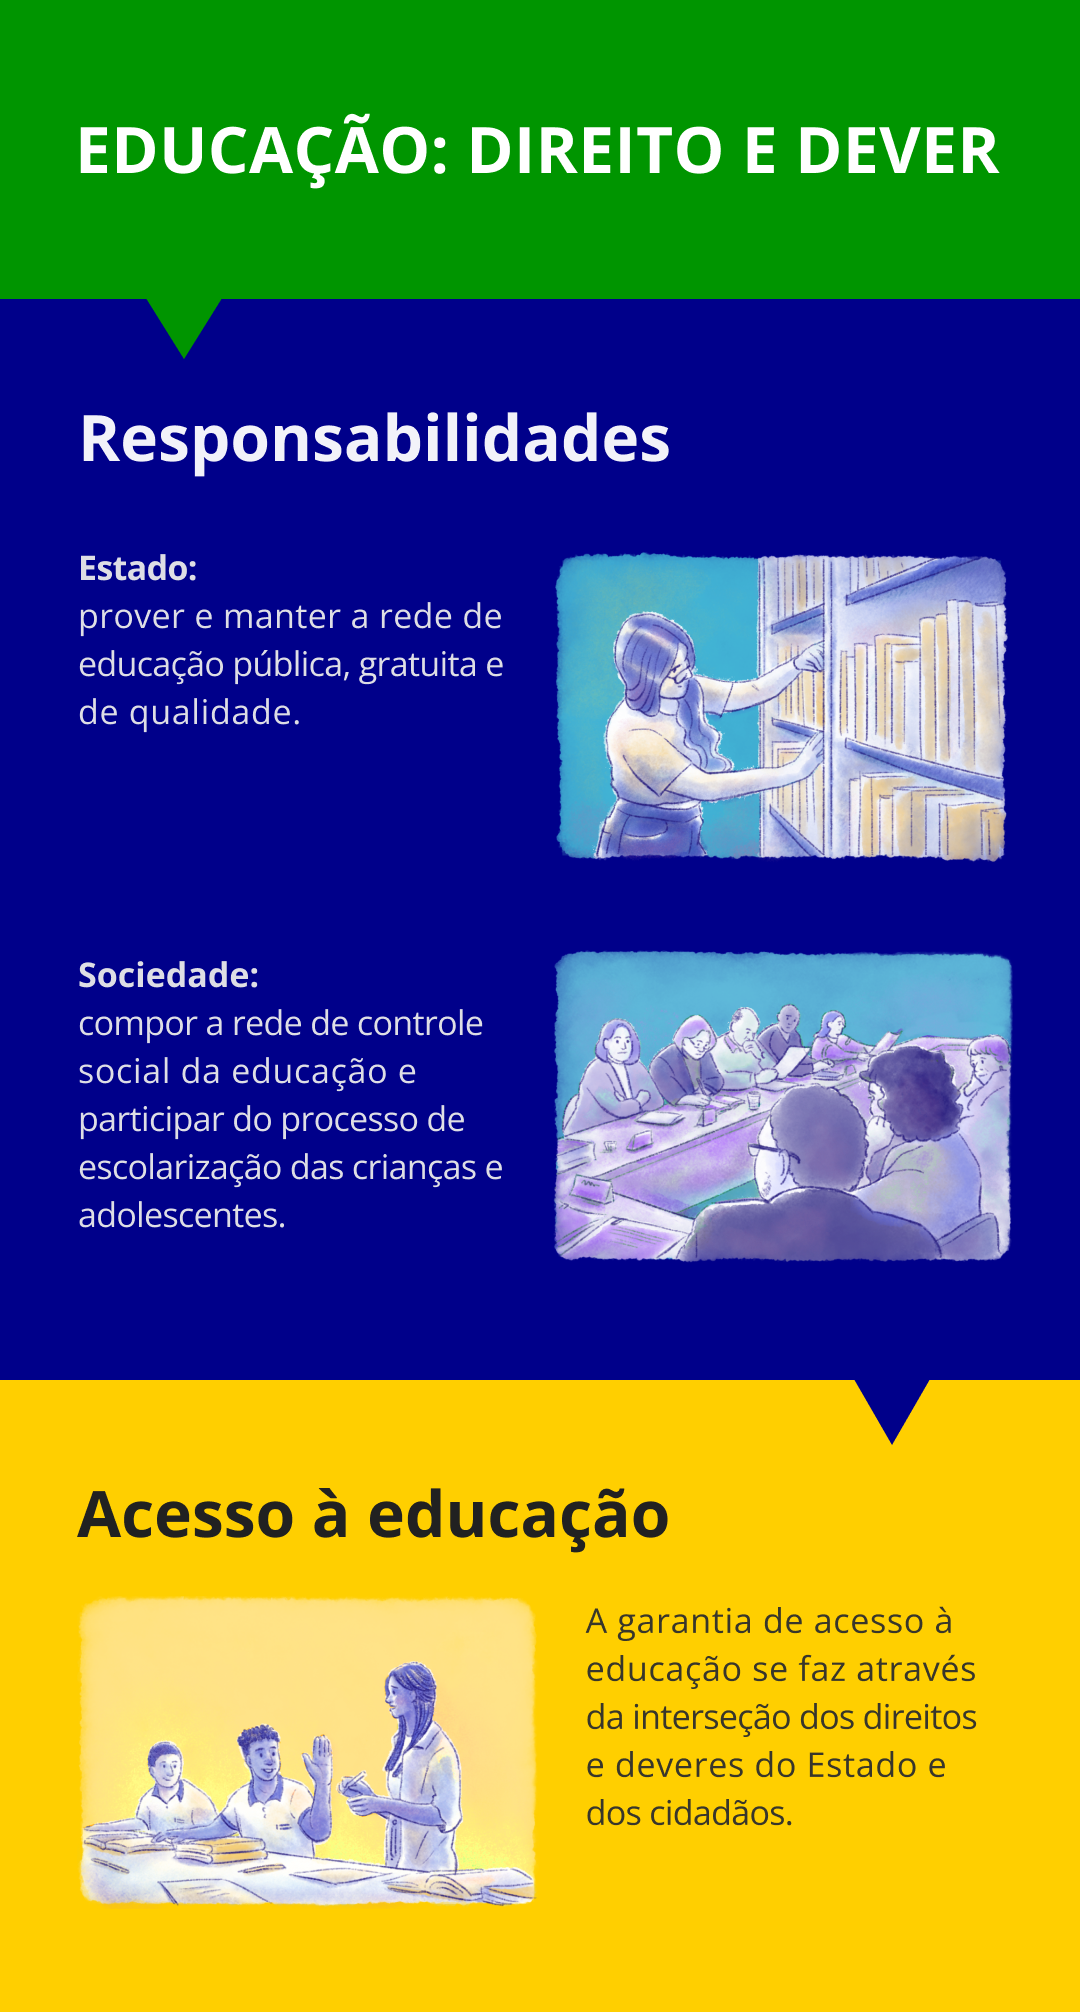 EDUCAÇÃO: DIREITO E DEVER
Responsabilidades
Estado:
prover e manter a rede de
educação pública, gratuita e
de qualidade.
Sociedade:
compor a rede de controle
social da educação e
participar do processo de
escolarização das crianças e
adolescentes.
Acesso à educação
A garantia de acesso à
educação se faz através
da interseção dos direitos
e deveres do Estado e
dos cidadãos.